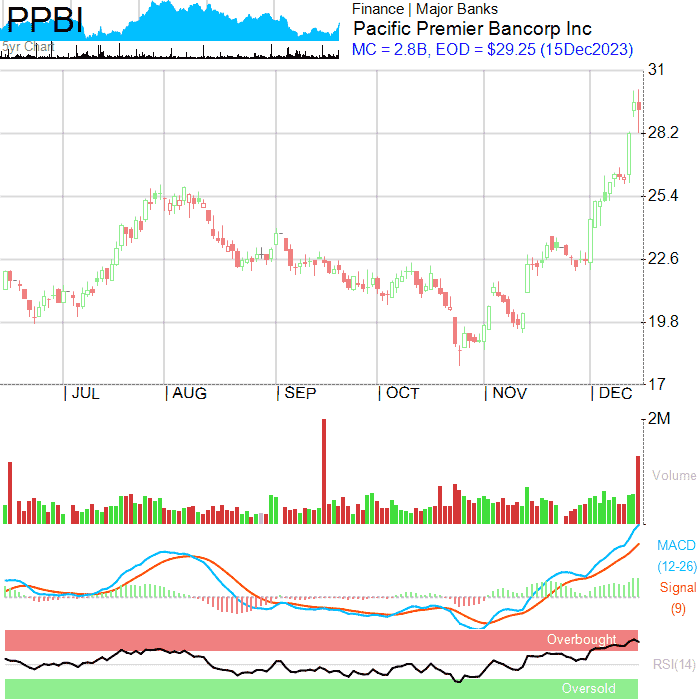 PPBI
5yr Chart
Finance | Major Banks
Pacific Premier Bancorp Inc
MC = 2.8B, EOD = $29.25 (15Dec2023)
31
28.2
25.4
22.6
19.8
17
| JUL | AUG | SEP | OCT | NOV | DEC
2M
Volume
MACD
(12-26)
Signal
(9)
Overbought
RSI(14)
Oversold